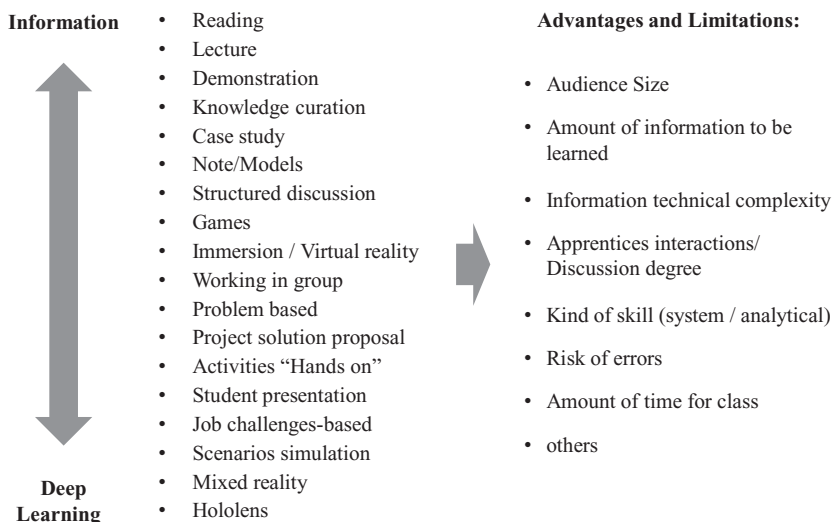 Information
• Reading
• Lecture
• Demonstration
• Knowledge curation
• Case study
• Note/Models
• Structured discussion
• Games
• Immersion / Virtual reality
• Working in group
• Problem based
• Project solution proposal
• Activities “Hands on”
• Student presentation
• Job challenges-based
• Scenarios simulation
• Mixed reality
• Hololens
Deep
Learning
Advantages and Limitations:
• Audience Size
• Amount of information to be
learned
• Information technical complexity
• Apprentices interactions/
Discussion degree
• Kind of skill (system / analytical)
• Risk of errors
• Amount of time for class
• others